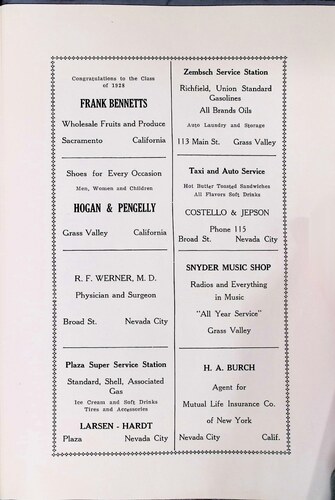 Congratulations to the Class
of 1928
FRANK BENNETTS
Wholesale Fruits and Produce
Sacramento California
Shoes for Every Occasion
Men, Women and Children
HOGAN & PENGELLY
Grass Valley California
R. F. WERNER, M. D.
Physician and Surgeon
Broad St. Nevada City
Plaza Super Service Station
Standard, Shell, Associated
Gas
Ice Cream and Soft Drinks
Tires and Accessories
LARSEN - HARDT
Plaza Nevada City
Zembsch Service Station
Richfield, Union Standard
Gasolines
All Brands Oils
Auto Laundry and Storage
113 Main St. Grass Valley
Taxi and Auto Service
Hot Butter Toasted Sandwiches
All Flavors Soft Drinks
COSTELLO & JEPSON
Phone 115
Broad St. Nevada City
SNYDER MUSIC SHOP
Radios and Everything
in Music
"All Year Service"
Grass Valley
H. A. BURCH
Agent for
Mutual Life Insurance Co.
of New York
Nevada City Calif.